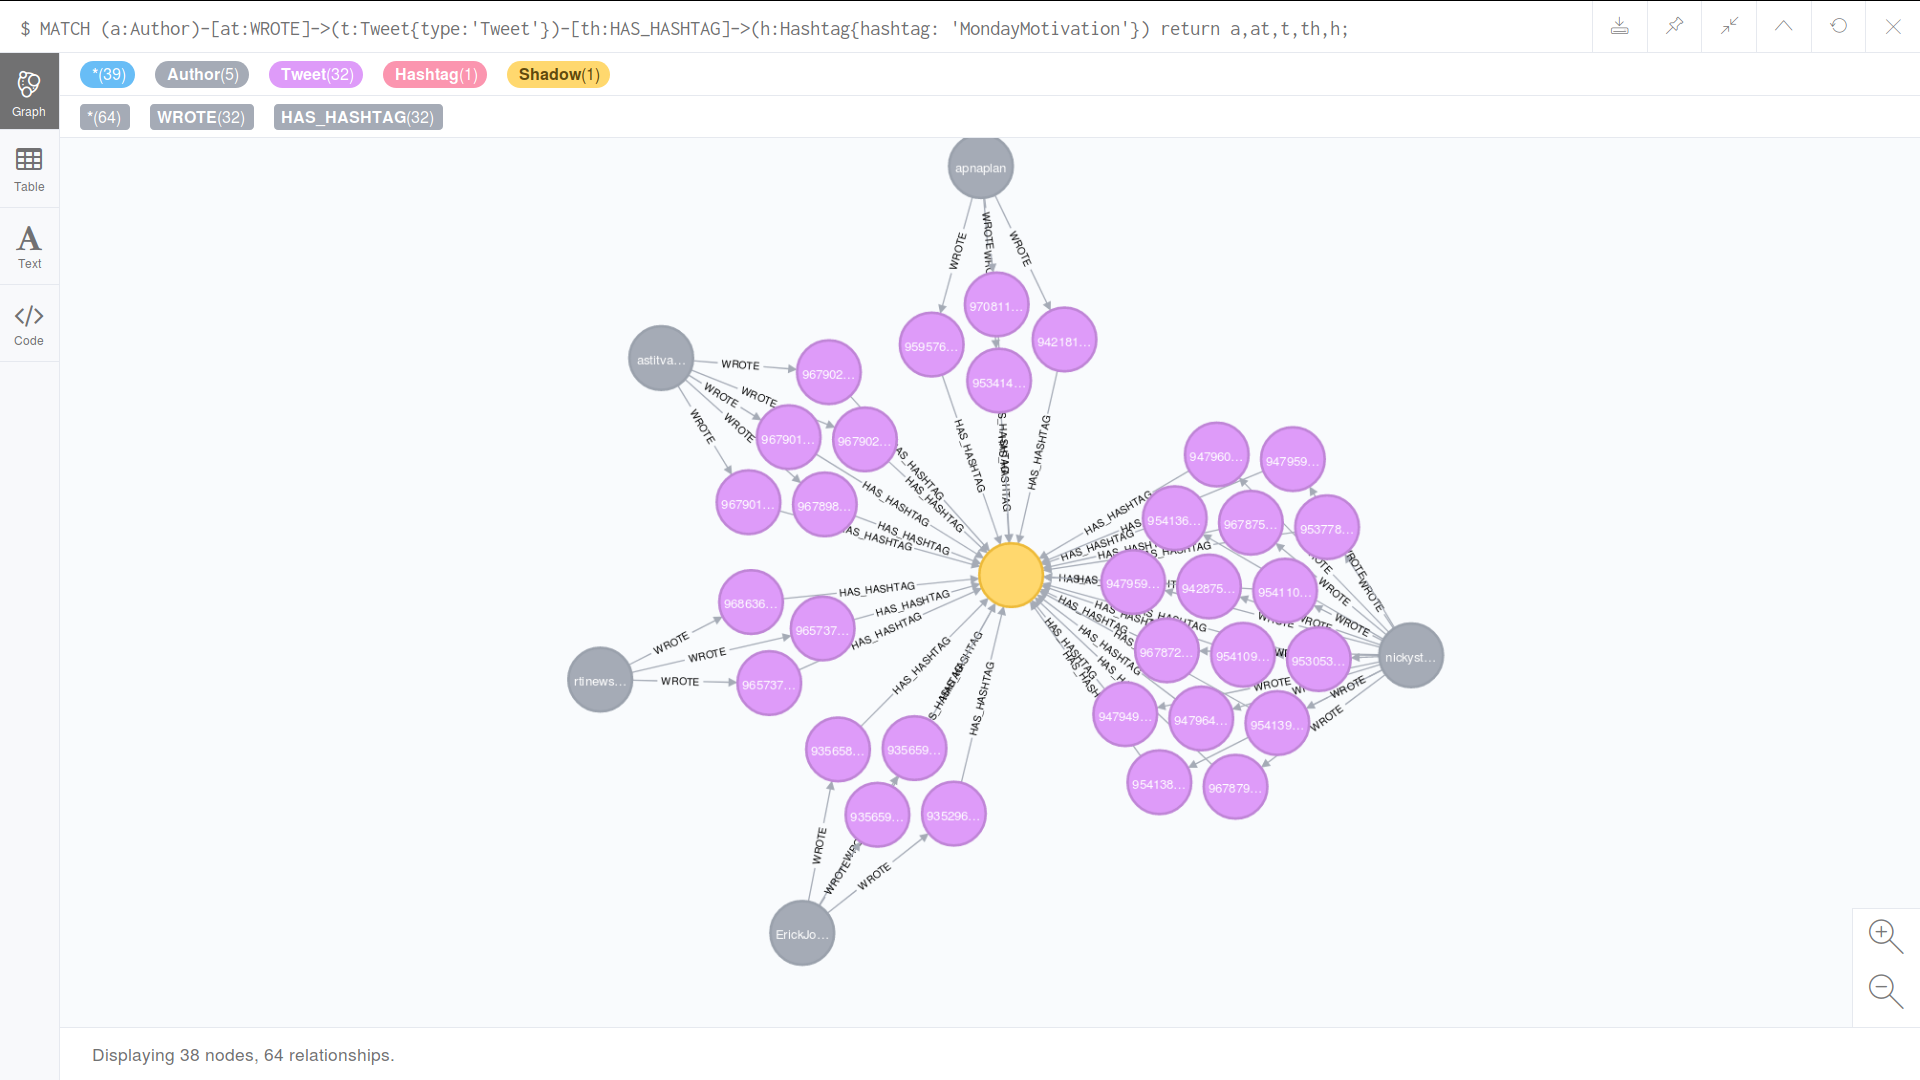 $ MATCH (a:Author)-[at:WROTE]->(t:Tweet{type:'Tweet'})-[th:HAS_HASHTAG]->(h:Hashtag{hashtag: 'MondayMotivation'}) return a,at,t,th,h;
*(39) Author(5) Tweet(32) Hashtag(1) Shadow(1)
*(64) WROTE(32) HAS_HASHTAG(32)
Graph
Table
Text
Code
apnaplan
WROTE WROTE WROTE
970811...
959576... 942181...
953414...
HAS_HASHTAG HAS_HASHTAG
astitva...
WROTE
WROTE
WROTE
WROTE
WROTE
967902...
967901... 967902...
967901... 967898...
HAS_HASHTAG
HAS_HASHTAG
HAS_HASHTAG
rtinews...
WROTE
WROTE
WROTE
968636...
965737...
965737...
HAS_HASHTAG
HAS_HASHTAG
HAS_HASHTAG
ErickJo...
WROTE
WROTE
WROTE
935658... 935659...
935659... 935296...
HAS_HASHTAG
HAS_HASHTAG
nickyst...
WROTE
WROTE
WROTE
WROTE
WROTE
947960... 947959...
954136... 967875... 953778...
947959... 942875... 954110...
967872... 954109... 953053...
947949... 947964... 954139...
954138... 967879...
HAS_HASHTAG
HAS_HASHTAG
HAS_HASHTAG
HAS_HASHTAG
HAS_HASHTAG
Displaying 38 nodes, 64 relationships.